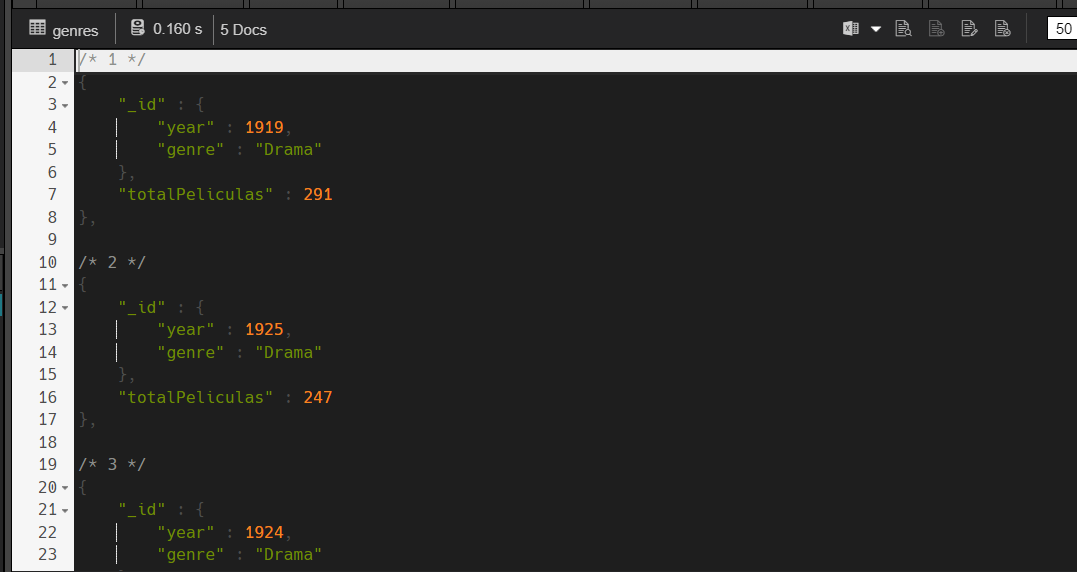 genres 0.160 s 5 Docs 50
1 /* 1 */
2 {
3 "_id" : {
4 "year" : 1919,
5 "genre" : "Drama"
6 },
7 "totalPeliculas" : 291
8 },
9
10 /* 2 */
11 {
12 "_id" : {
13 "year" : 1925,
14 "genre" : "Drama"
15 },
16 "totalPeliculas" : 247
17 },
18
19 /* 3 */
20 {
21 "_id" : {
22 "year" : 1924,
23 "genre" : "Drama"